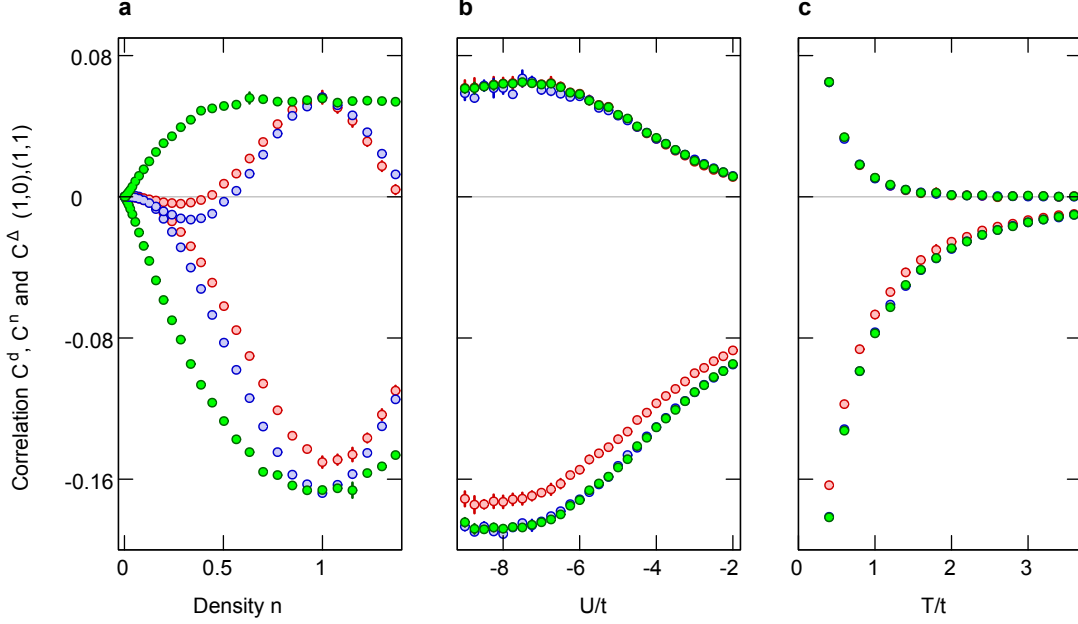 a
b
c
Correlation C^d, C^n and C^Δ (1,0),(1,1)
0.08
0
-0.08
-0.16
0 0.5 1
-8 -6 -4 -2
0 1 2 3
Density n
U/t
T/t